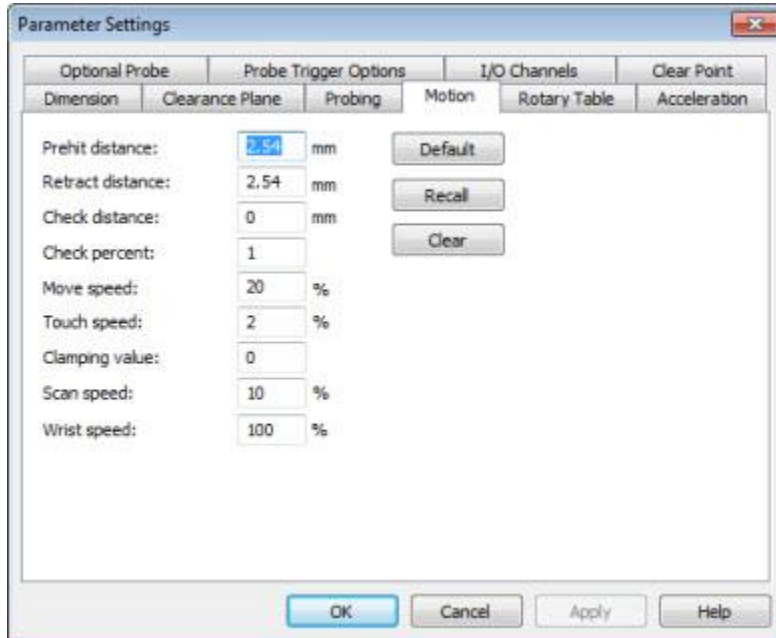 Parameter Settings
Optional Probe Probe Trigger Options I/O Channels Clear Point
Dimension Clearance Plane Probing Motion Rotary Table Acceleration
Prehit distance: 2.54 mm Default
Retract distance: 2.54 mm Recall
Check distance: 0 mm
Clear
Check percent: 1
Move speed: 20 %
Touch speed: 2 %
Clamping value: 0
Scan speed: 10 %
Wrist speed: 100 %
OK Cancel Apply Help